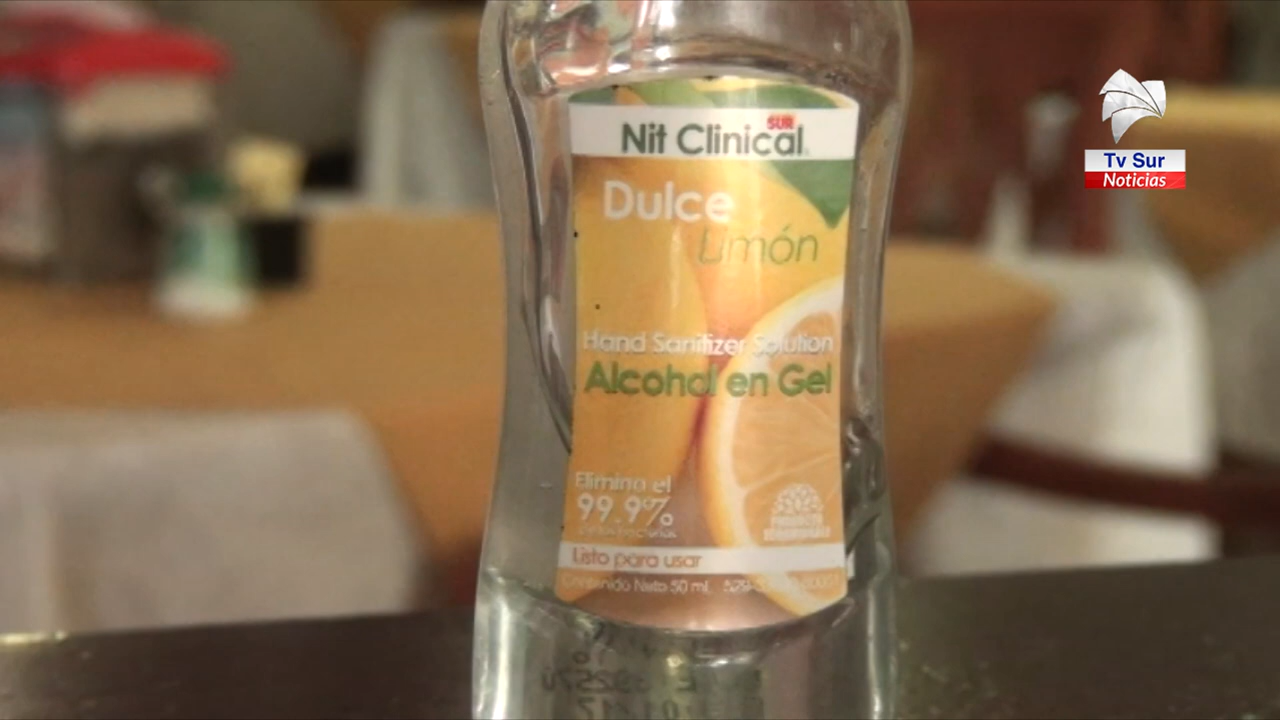 SUR
Nit Clinical
Dulce
Limón
Hand Sanitizer Solution
Alcohol en Gel
Elimina el
99.9%
Listo para usar
Contenido Neto 50 ml.
Tv Sur
Noticias